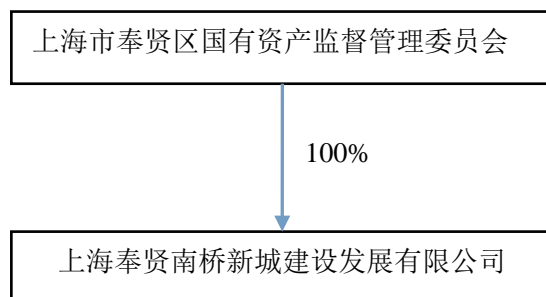 上海市奉贤区国有资产监督管理委员会
100%
上海奉贤南桥新城建设发展有限公司